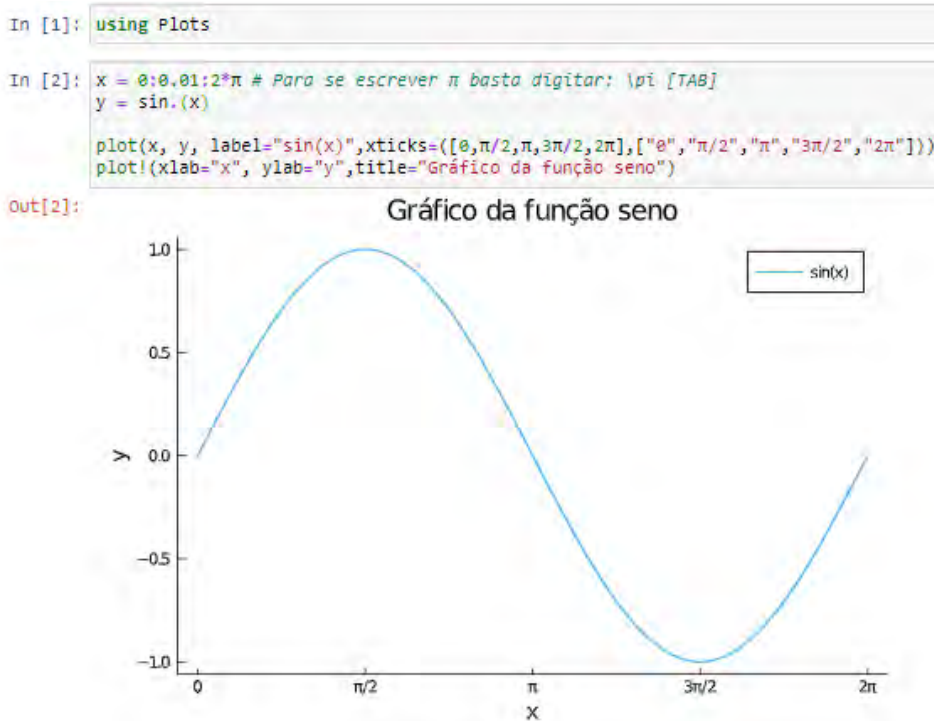 In [1]: using Plots
In [2]: x = 0:0.01:2*π # Para se escrever π basta digitar: \pi [TAB]
y = sin.(x)
plot(x, y, label="sin(x)",xticks=([0,π/2,π,3π/2,2π],["0","π/2","π","3π/2","2π"]))
plot!(xlab="x", ylab="y",title="Gráfico da função seno")
Out[2]:
Gráfico da função seno
1.0
sin(x)
0.5
y
0.0
−0.5
−1.0
0 π/2 π 3π/2 2π
x